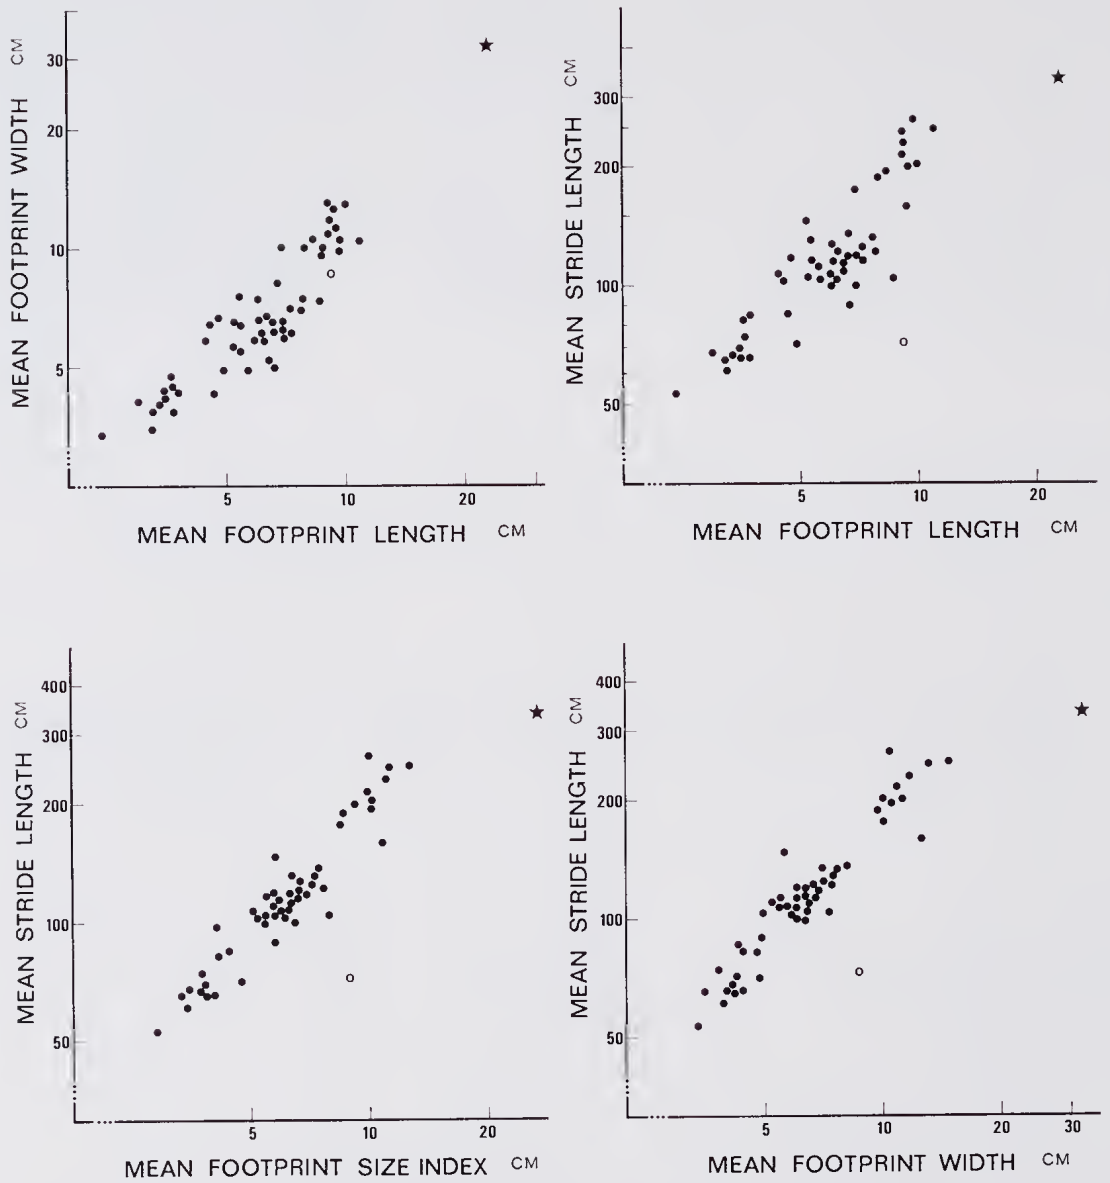 MEAN FOOTPRINT WIDTH CM
30
20
10
5
5 10 20
MEAN FOOTPRINT LENGTH CM
MEAN STRIDE LENGTH CM
300
200
100
50
5 10 20
MEAN FOOTPRINT LENGTH CM
MEAN STRIDE LENGTH CM
400
300
200
100
50
5 10 20
MEAN FOOTPRINT SIZE INDEX CM
MEAN STRIDE LENGTH CM
400
300
200
100
50
5 10 20 30
MEAN FOOTPRINT WIDTH CM